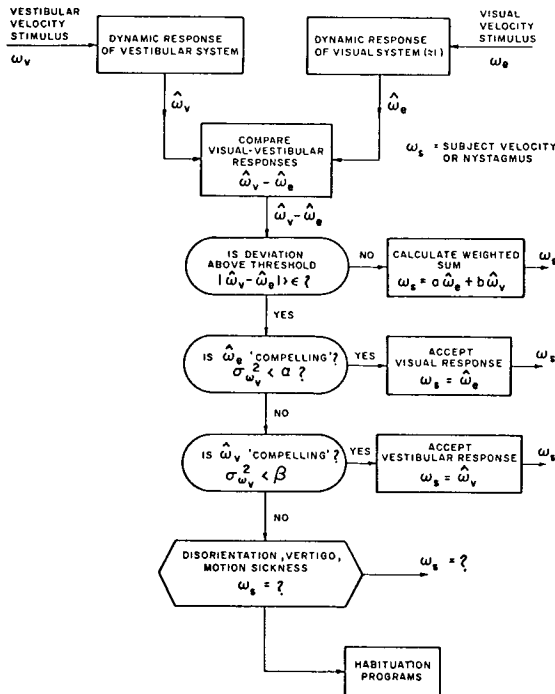 VESTIBULAR
VELOCITY
STIMULUS
ω_v
DYNAMIC RESPONSE
OF VESTIBULAR SYSTEM
DYNAMIC RESPONSE
OF VISUAL SYSTEM (≈1)
VISUAL
VELOCITY
STIMULUS
ω_e
ω̂_v
ω̂_e
COMPARE
VISUAL-VESTIBULAR
RESPONSES
ω̂_v - ω̂_e
ω_s = SUBJECT VELOCITY
OR NYSTAGMUS
ω̂_v - ω̂_e
IS DEVIATION
ABOVE THRESHOLD
|ω̂_v - ω̂_e| > ϵ ?
NO
CALCULATE WEIGHTED
SUM
ω_s = a ω̂_e + b ω̂_v
ω_s
YES
IS ω̂_e 'COMPELLING' ?
σ_ω_v² < α ?
YES
ACCEPT
VISUAL RESPONSE
ω_s = ω̂_e
ω_s
NO
IS ω̂_v 'COMPELLING' ?
σ_ω_v² < β
YES
ACCEPT
VESTIBULAR RESPONSE
ω_s = ω̂_v
ω_s
NO
DISORIENTATION, VERTIGO,
MOTION SICKNESS
ω_s = ?
ω_s = ?
HABITUATION
PROGRAMS